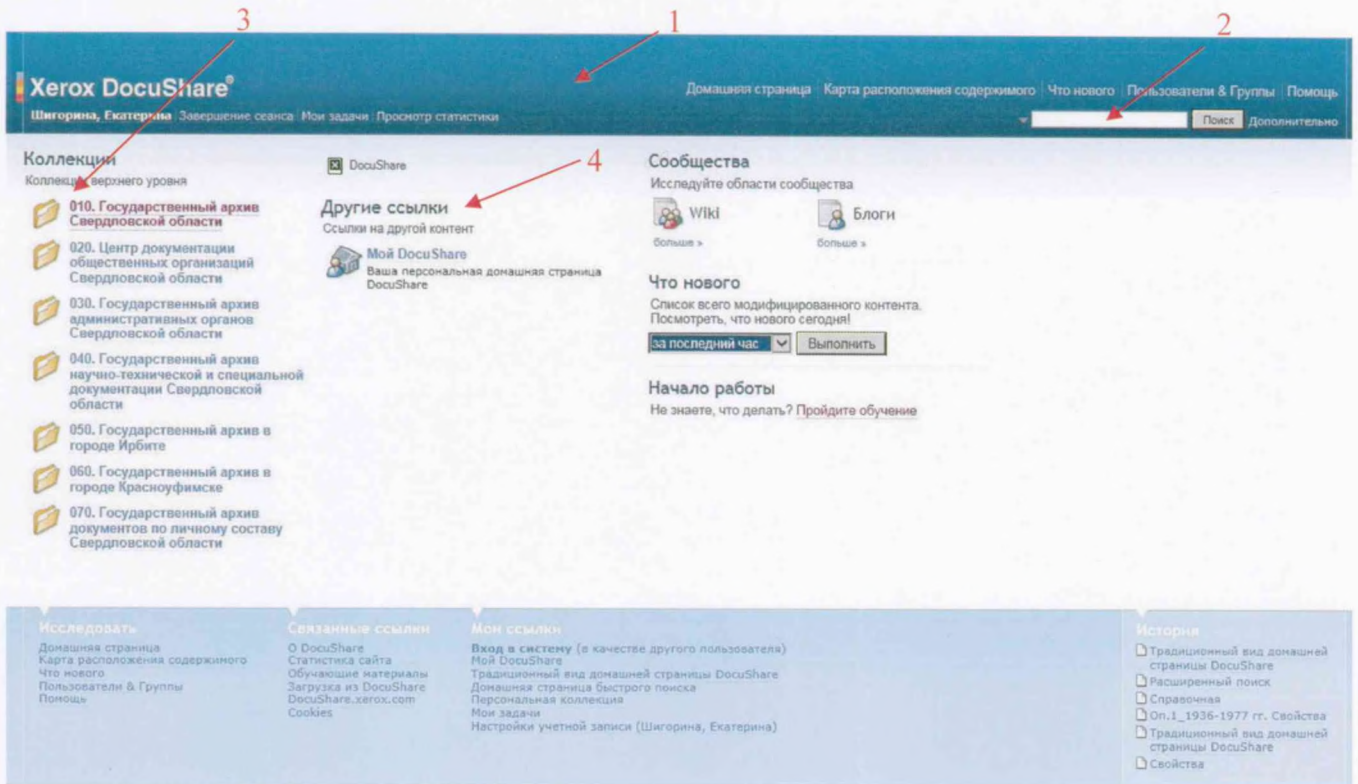 3
1
2
Xerox DocuShare®
Домашняя страница Карта расположения содержимого Что нового Пользователи & Группы Помощь
Шигорина, Екатерина Завершение сеанса Мои задачи Просмотр статистики
Поиск Дополнительно
Коллекции
Коллекции верхнего уровня
010. Государственный архив
Свердловской области
020. Центр документации
общественных организаций
Свердловской области
030. Государственный архив
административных органов
Свердловской области
040. Государственный архив
научно-технической и специальной
документации Свердловской
области
050. Государственный архив в
городе Ирбите
060. Государственный архив в
городе Красноуфимске
070. Государственный архив
документов по личному составу
Свердловской области
DocuShare
4
Другие ссылки
Ссылки на другой контент
Мой DocuShare
Ваша персональная домашняя страница
DocuShare
Сообщества
Исследуйте области сообщества
Wiki
Блоги
больше »
больше »
Что нового
Список всего модифицированного контента.
Посмотреть, что нового сегодня!
за последний час Выполнить
Начало работы
Не знаете, что делать? Пройдите обучение
Исследовать
Домашняя страница
Карта расположения содержимого
Что нового
Пользователи & Группы
Помощь
Связанные ссылки
О DocuShare
Статистика сайта
Обучающие материалы
Загрузка из DocuShare
DocuShare.xerox.com
Cookies
Мои ссылки
Вход в систему (в качестве другого пользователя)
Мой DocuShare
Традиционный вид домашней страницы DocuShare
Домашняя страница быстрого поиска
Персональная коллекция
Мои задачи
Настройки учетной записи (Шигорина, Екатерина)
История
Традиционный вид домашней
страницы DocuShare
Расширенный поиск
Справочная
Оп.1_1936-1977 гг. Свойства
Традиционный вид домашней
страницы DocuShare
Свойства